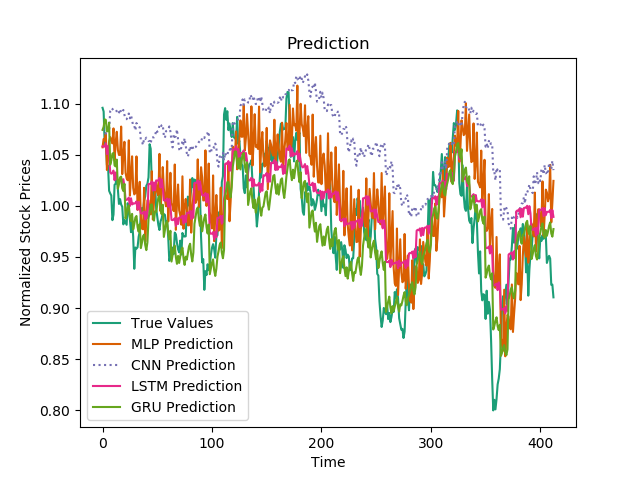 Prediction
Normalized Stock Prices
1.10
1.05
1.00
0.95
0.90
0.85
0.80
True Values
MLP Prediction
CNN Prediction
LSTM Prediction
GRU Prediction
0 100 200 300 400
Time